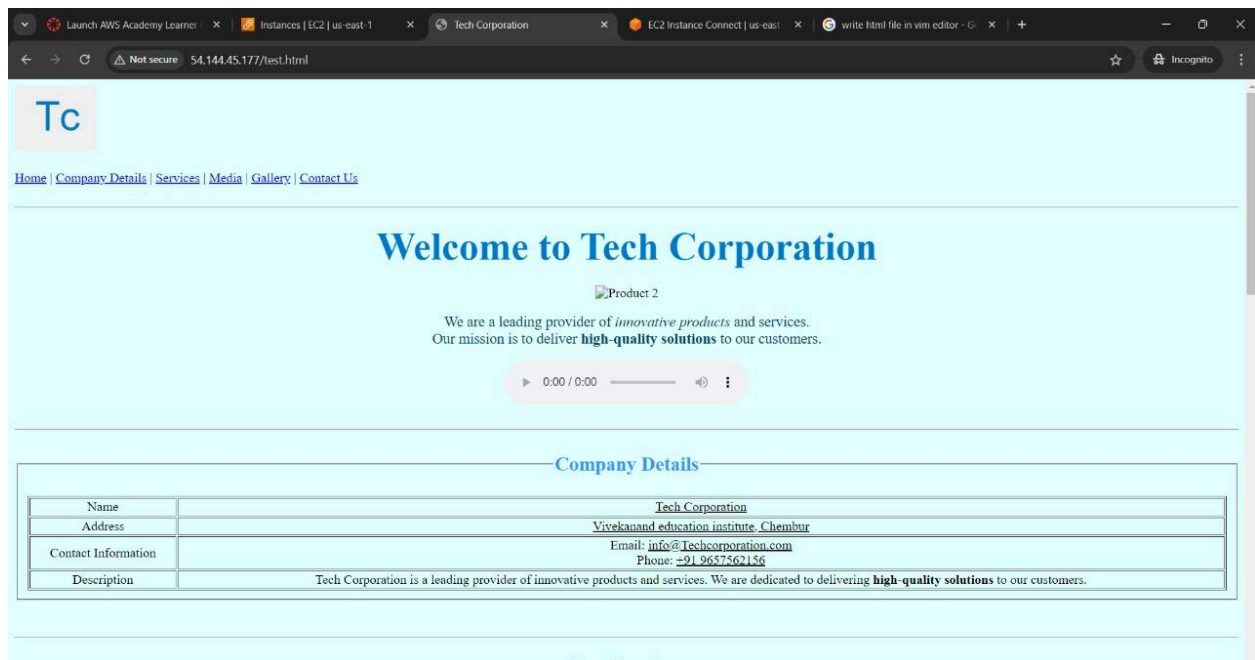 Launch AWS Academy Learner
Instances | EC2 | us-east-1
Tech Corporation
EC2 Instance Connect | us-east
write html file in vim editor - Go
Not secure 54.144.45.177/test.html
Incognito
Tc
Home | Company Details | Services | Media | Gallery | Contact Us
Welcome to Tech Corporation
Product 2
We are a leading provider of innovative products and services.
Our mission is to deliver high-quality solutions to our customers.
0:00 / 0:00
Company Details
Name Tech Corporation
Address Vivekanand education institute, Chembur
Contact Information Email: info@Techcorporation.com
Phone: +91 9657562156
Description Tech Corporation is a leading provider of innovative products and services. We are dedicated to delivering high-quality solutions to our customers.